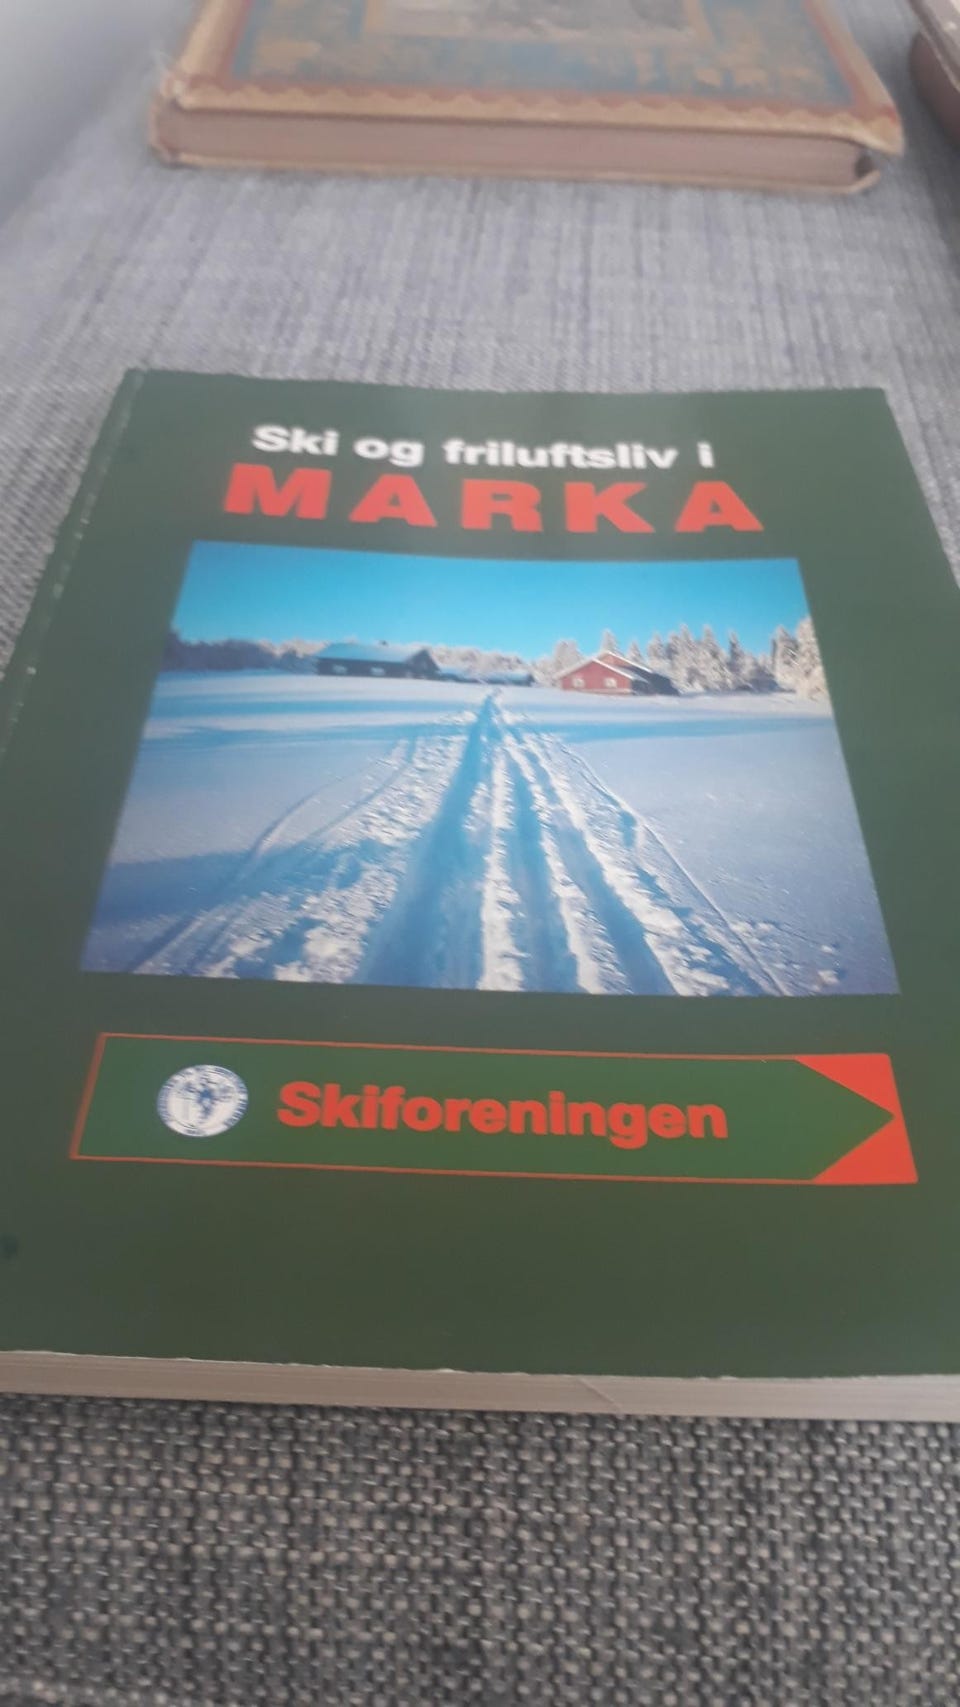 Ski og friluftsliv i
MARKA
Skiforeningen